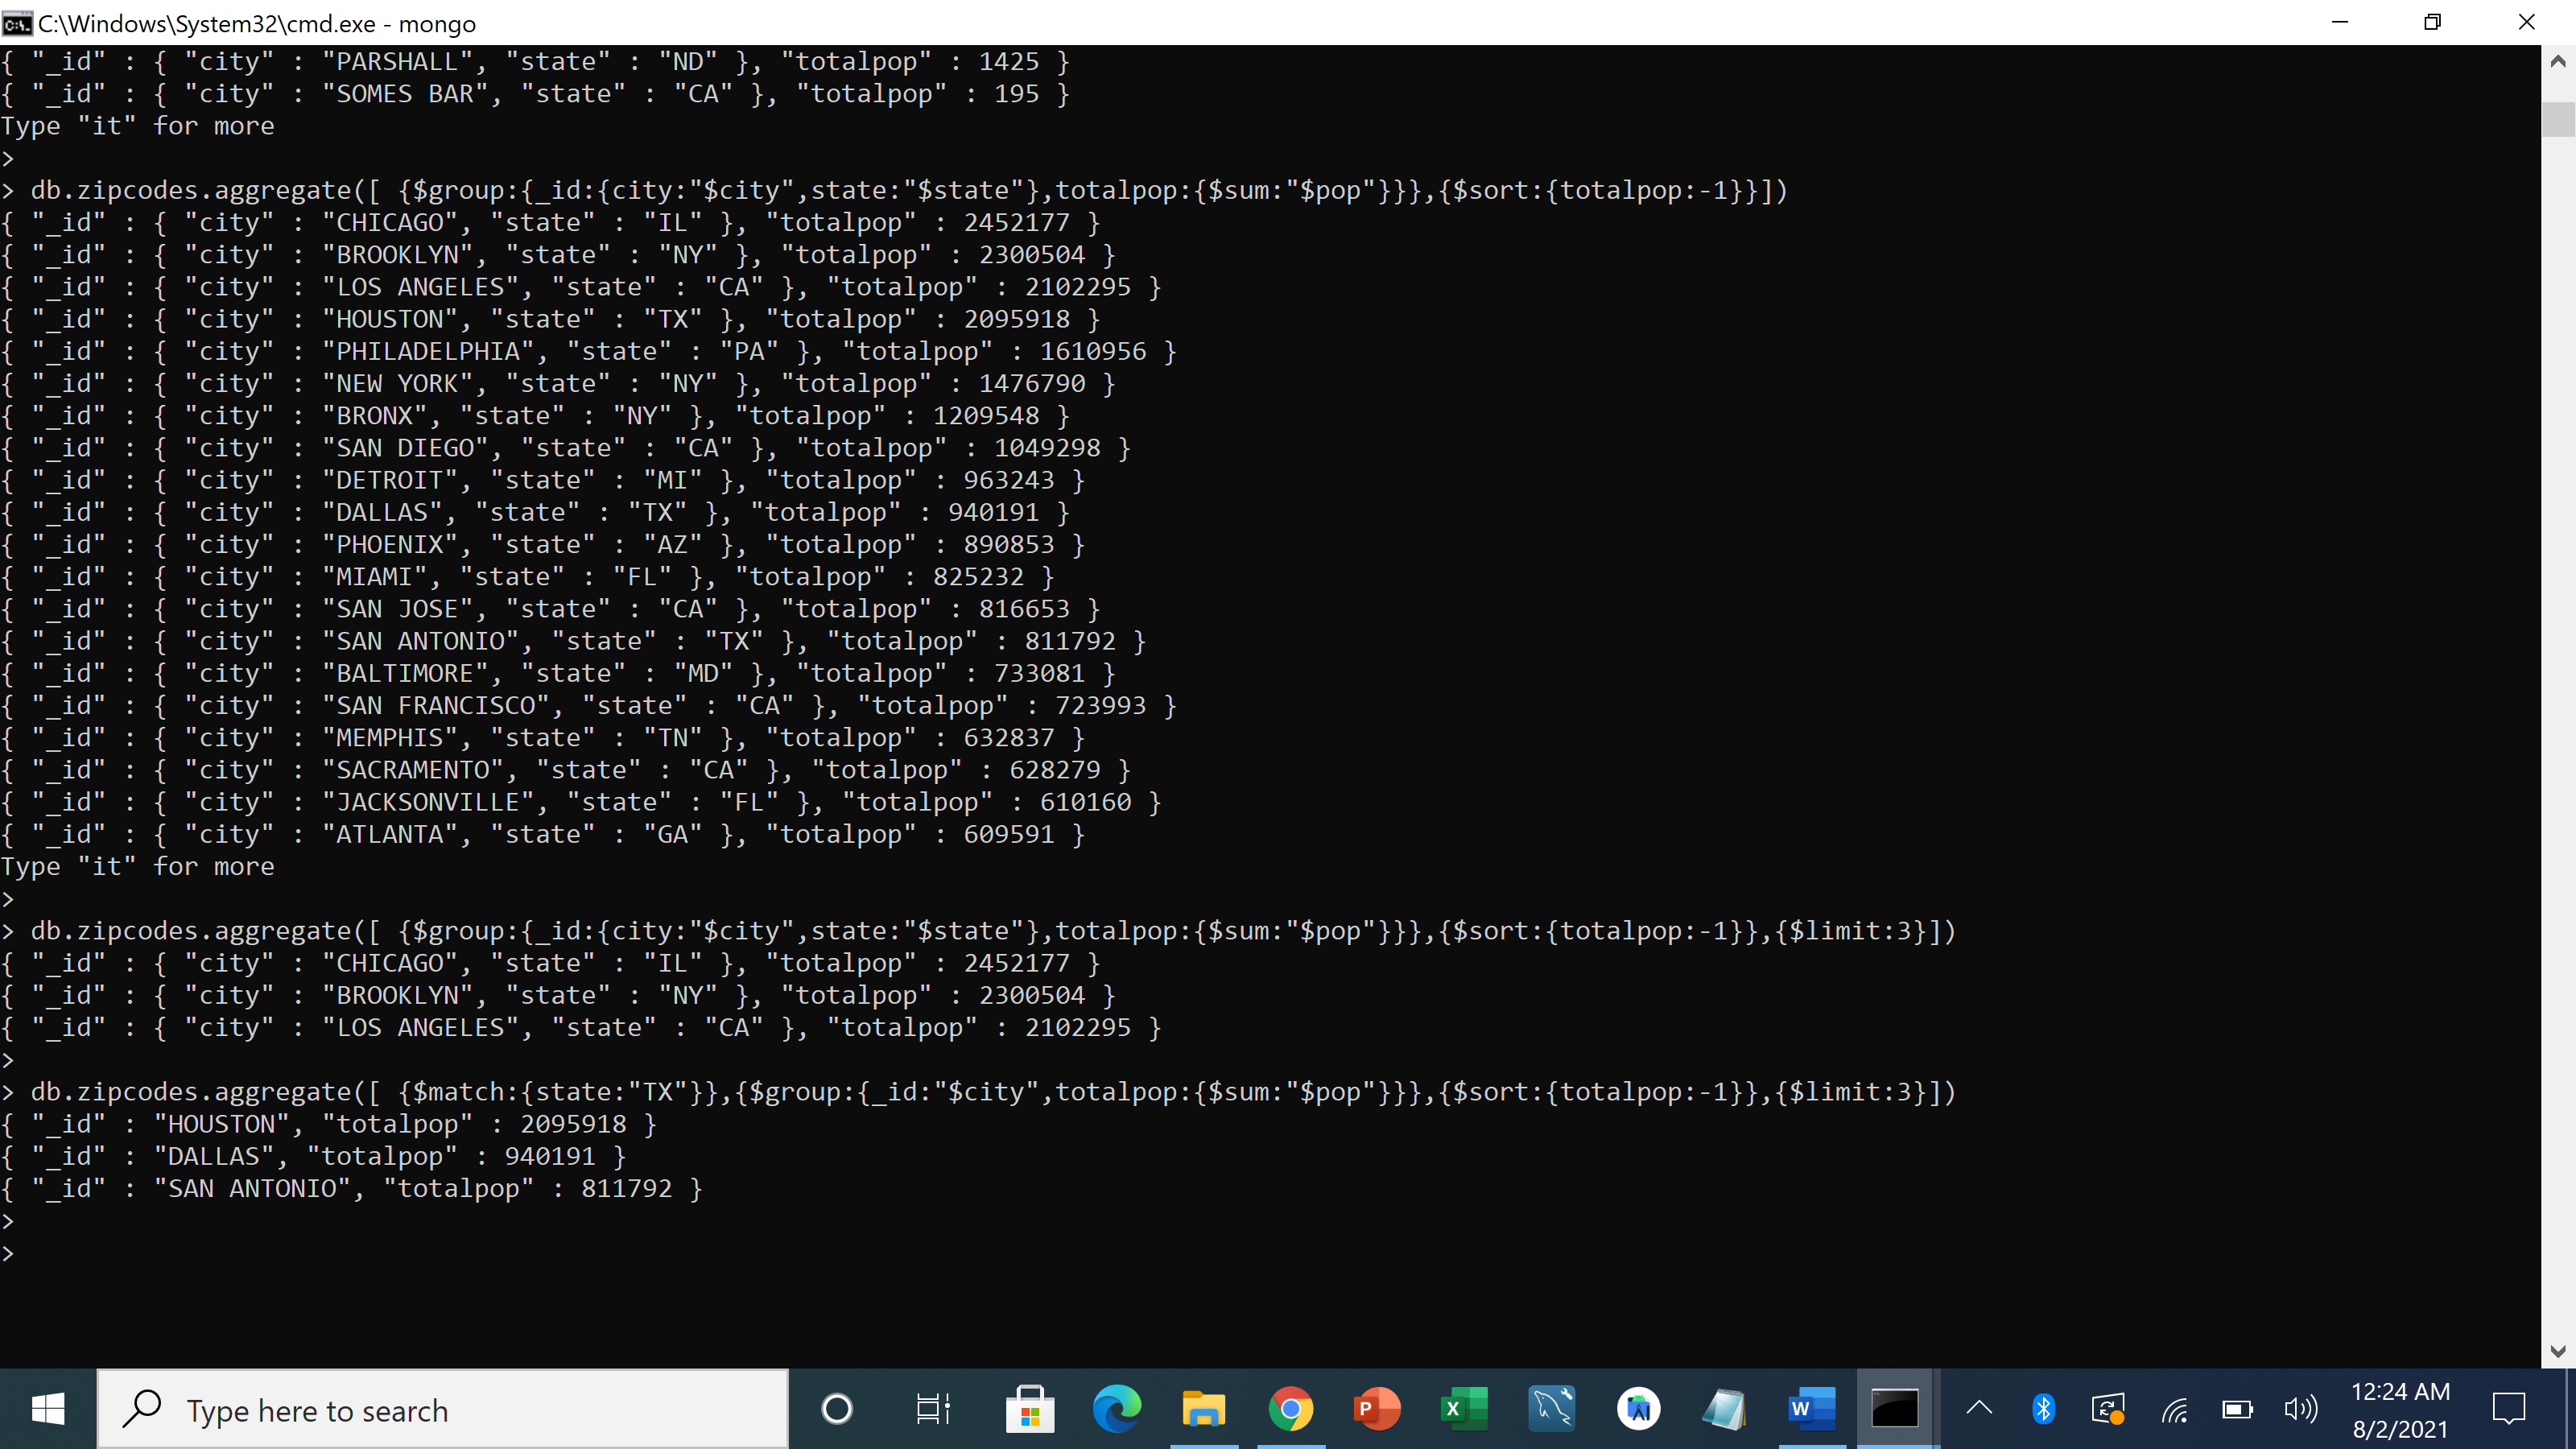 C:\Windows\System32\cmd.exe - mongo
{ "_id" : { "city" : "PARSHALL", "state" : "ND" }, "totalpop" : 1425 }
{ "_id" : { "city" : "SOMES BAR", "state" : "CA" }, "totalpop" : 195 }
Type "it" for more
>
> db.zipcodes.aggregate([ {$group:{_id:{city:"$city",state:"$state"},totalpop:{$sum:"$pop"}}},{$sort:{totalpop:-1}}])
{ "_id" : { "city" : "CHICAGO", "state" : "IL" }, "totalpop" : 2452177 }
{ "_id" : { "city" : "BROOKLYN", "state" : "NY" }, "totalpop" : 2300504 }
{ "_id" : { "city" : "LOS ANGELES", "state" : "CA" }, "totalpop" : 2102295 }
{ "_id" : { "city" : "HOUSTON", "state" : "TX" }, "totalpop" : 2095918 }
{ "_id" : { "city" : "PHILADELPHIA", "state" : "PA" }, "totalpop" : 1610956 }
{ "_id" : { "city" : "NEW YORK", "state" : "NY" }, "totalpop" : 1476790 }
{ "_id" : { "city" : "BRONX", "state" : "NY" }, "totalpop" : 1209548 }
{ "_id" : { "city" : "SAN DIEGO", "state" : "CA" }, "totalpop" : 1049298 }
{ "_id" : { "city" : "DETROIT", "state" : "MI" }, "totalpop" : 963243 }
{ "_id" : { "city" : "DALLAS", "state" : "TX" }, "totalpop" : 940191 }
{ "_id" : { "city" : "PHOENIX", "state" : "AZ" }, "totalpop" : 890853 }
{ "_id" : { "city" : "MIAMI", "state" : "FL" }, "totalpop" : 825232 }
{ "_id" : { "city" : "SAN JOSE", "state" : "CA" }, "totalpop" : 816653 }
{ "_id" : { "city" : "SAN ANTONIO", "state" : "TX" }, "totalpop" : 811792 }
{ "_id" : { "city" : "BALTIMORE", "state" : "MD" }, "totalpop" : 733081 }
{ "_id" : { "city" : "SAN FRANCISCO", "state" : "CA" }, "totalpop" : 723993 }
{ "_id" : { "city" : "MEMPHIS", "state" : "TN" }, "totalpop" : 632837 }
{ "_id" : { "city" : "SACRAMENTO", "state" : "CA" }, "totalpop" : 628279 }
{ "_id" : { "city" : "JACKSONVILLE", "state" : "FL" }, "totalpop" : 610160 }
{ "_id" : { "city" : "ATLANTA", "state" : "GA" }, "totalpop" : 609591 }
Type "it" for more
>
> db.zipcodes.aggregate([ {$group:{_id:{city:"$city",state:"$state"},totalpop:{$sum:"$pop"}}},{$sort:{totalpop:-1}},{$limit:3}])
{ "_id" : { "city" : "CHICAGO", "state" : "IL" }, "totalpop" : 2452177 }
{ "_id" : { "city" : "BROOKLYN", "state" : "NY" }, "totalpop" : 2300504 }
{ "_id" : { "city" : "LOS ANGELES", "state" : "CA" }, "totalpop" : 2102295 }
>
> db.zipcodes.aggregate([ {$match:{state:"TX"}},{$group:{_id:"$city",totalpop:{$sum:"$pop"}}},{$sort:{totalpop:-1}},{$limit:3}])
{ "_id" : "HOUSTON", "totalpop" : 2095918 }
{ "_id" : "DALLAS", "totalpop" : 940191 }
{ "_id" : "SAN ANTONIO", "totalpop" : 811792 }
>
>
Type here to search
12:24 AM
8/2/2021